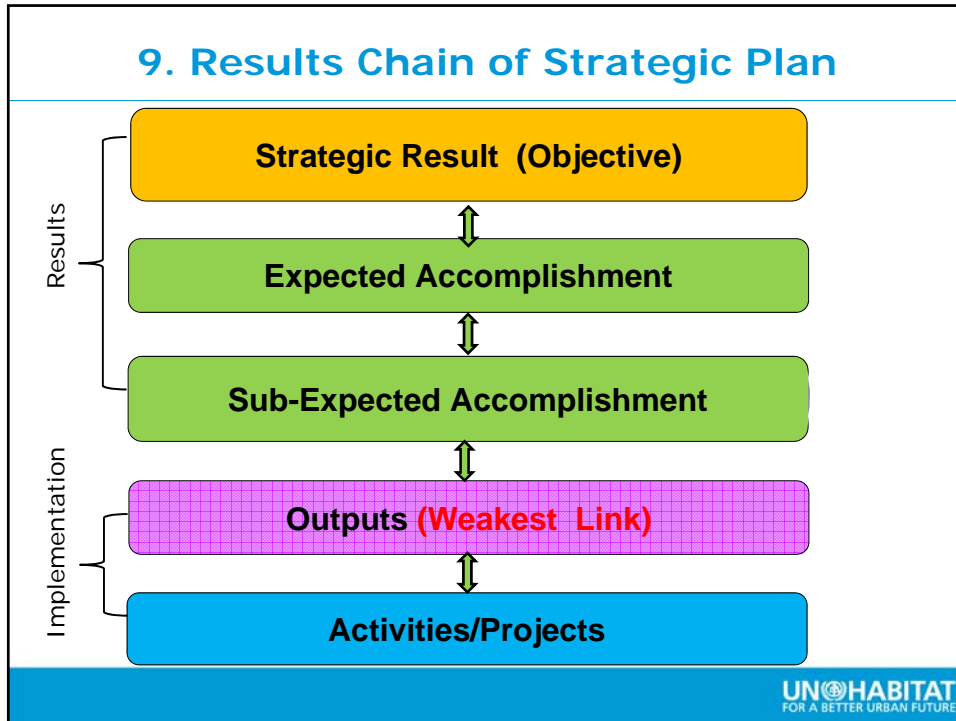 9. Results Chain of Strategic Plan
Results
Strategic Result (Objective)
Expected Accomplishment
Sub-Expected Accomplishment
Implementation
Outputs (Weakest Link)
Activities/Projects
UN HABITAT
FOR A BETTER URBAN FUTURE